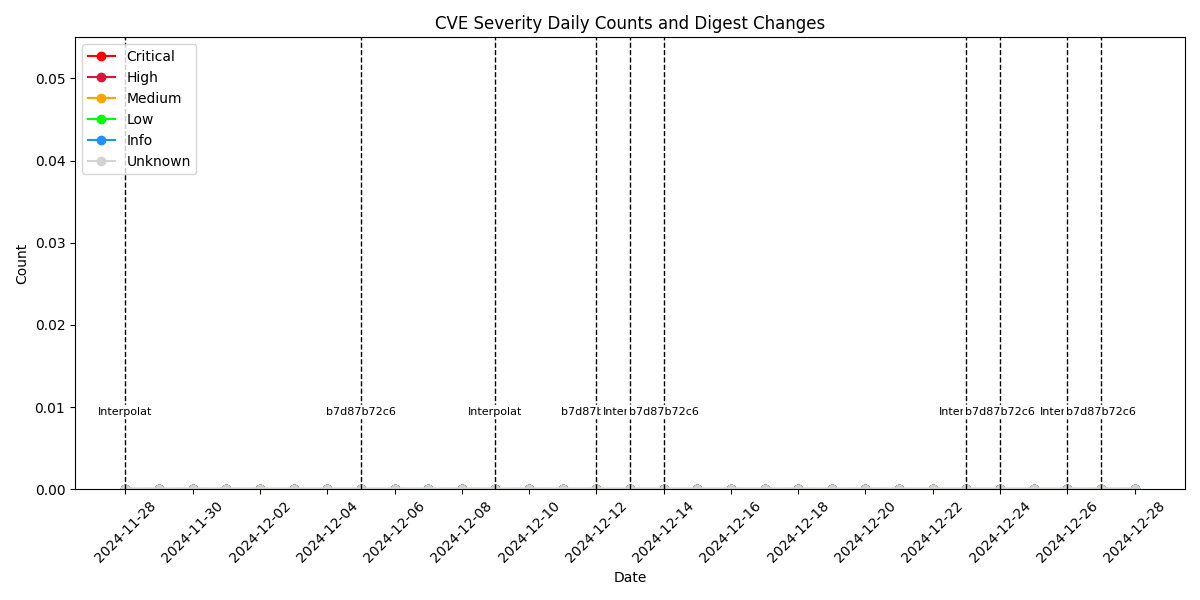 CVE Severity Daily Counts and Digest Changes
Critical
High
Medium
Low
Info
Unknown
Count
0.05
0.04
0.03
0.02
0.01
0.00
Interpolat
b7d87b72c6
Interpolat
b7d87b
Inter
b7d87b72c6
Inter
b7d87b72c6
Inter
b7d87b72c6
2024-11-28
2024-11-30
2024-12-02
2024-12-04
2024-12-06
2024-12-08
2024-12-10
2024-12-12
2024-12-14
2024-12-16
2024-12-18
2024-12-20
2024-12-22
2024-12-24
2024-12-26
2024-12-28
Date